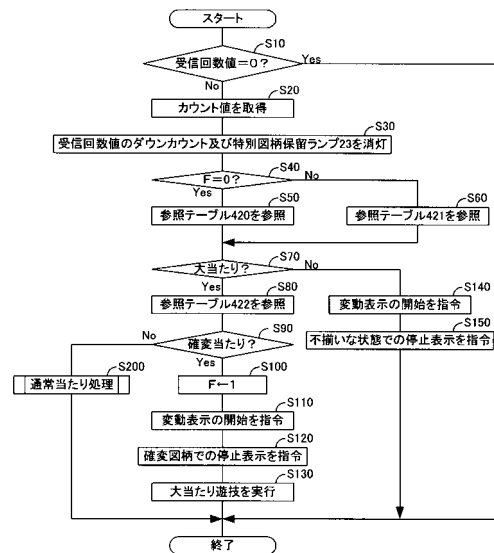 スタート
S10
受信回数値=0?
Yes
No
S20
カウント値を取得
S30
受信回数値のダウンカウント及び特別図柄保留ランプ23を消灯
S40
F=0?
No
Yes
S50
参照テーブル420を参照
S60
参照テーブル421を参照
S70
大当たり?
No
Yes
S80
参照テーブル422を参照
S140
変動表示の開始を指令
S90
確変当たり?
No
Yes
S150
不揃いな状態での停止表示を指令
S200
通常当たり処理
S100
F←1
S110
変動表示の開始を指令
S120
確変図柄での停止表示を指令
S130
大当たり遊技を実行
終了